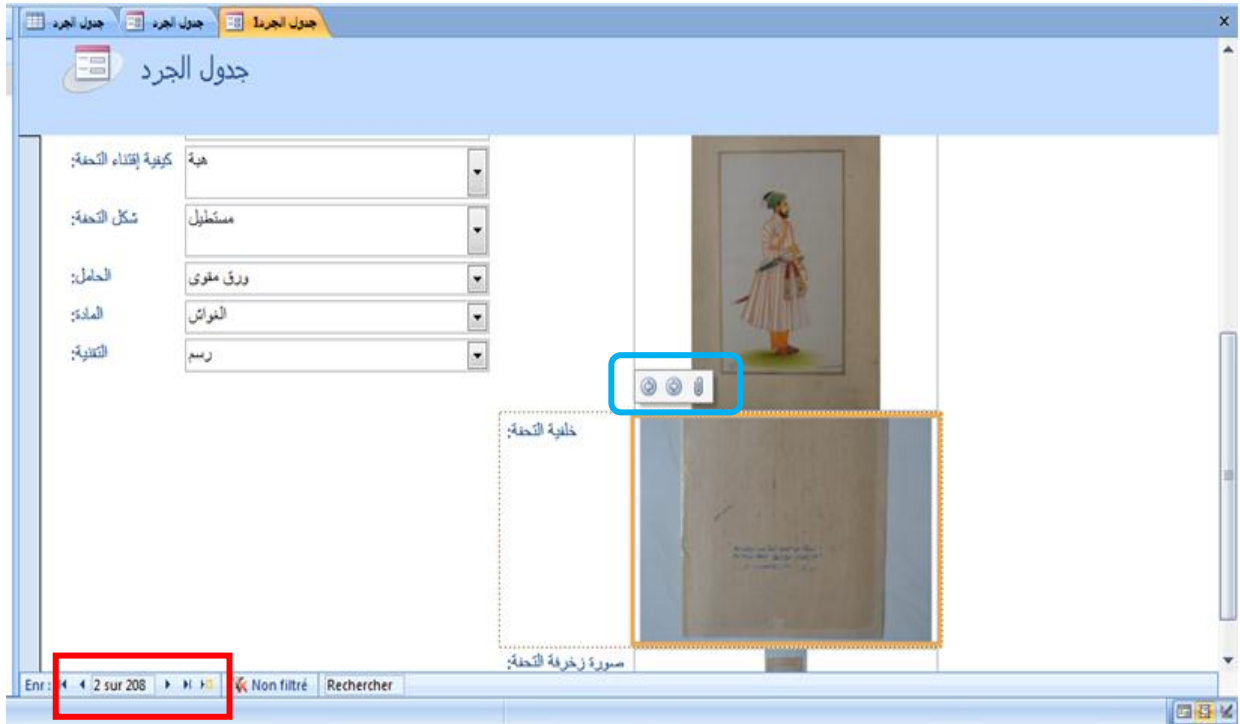 جدول الجرد
جدول الجرد
جدول الجرد1
جدول الجرد
كيفية إقتناء التحفة:
هبة
شكل التحفة:
مستطيل
الحامل:
ورق مقوى
المادة:
الغواش
التقنية:
رسم
خلفية التحفة:
صورة زخرفة التحفة:
Enr : 2 sur 208 Non filtré Rechercher